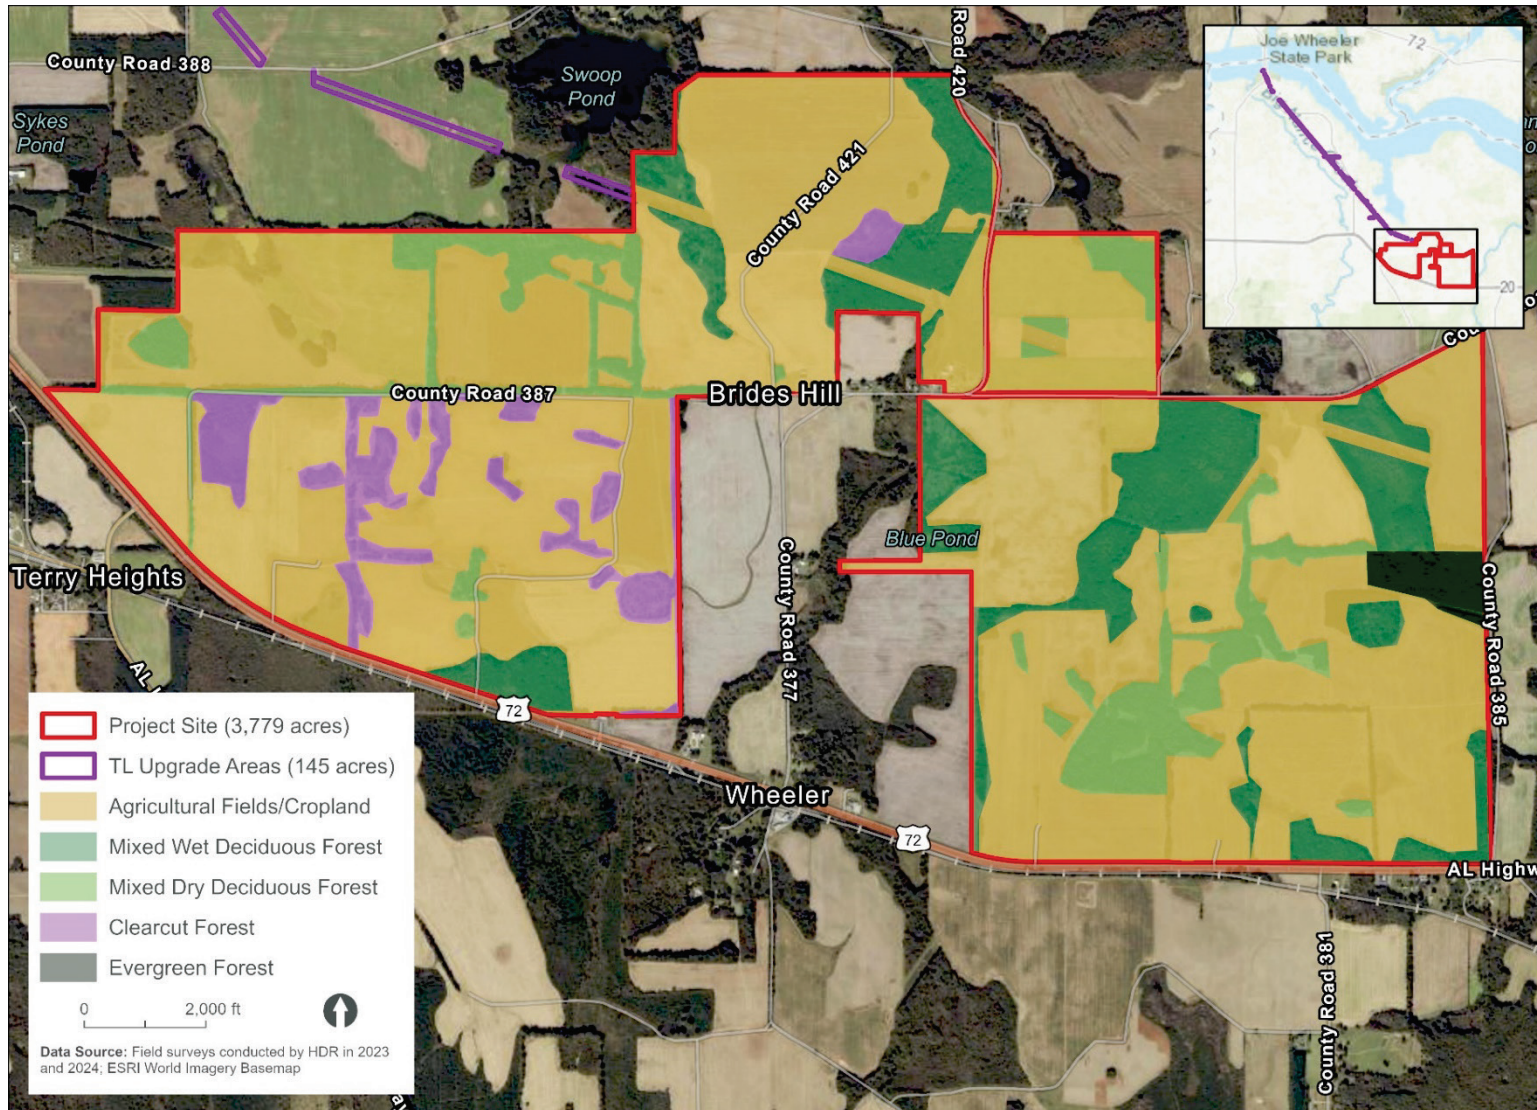 County Road 388
Swoop
Pond
Sykes
Pond
Road 420
County Road 421
Joe Wheeler
State Park
72
20
County Road 387
Brides Hill
Blue Pond
Terry Heights
County Road 377
County Road 385
72
Wheeler
72
AL Highw
County Road 381
Project Site (3,779 acres)
TL Upgrade Areas (145 acres)
Agricultural Fields/Cropland
Mixed Wet Deciduous Forest
Mixed Dry Deciduous Forest
Clearcut Forest
Evergreen Forest
0 2,000 ft
Data Source: Field surveys conducted by HDR in 2023
and 2024; ESRI World Imagery Basemap